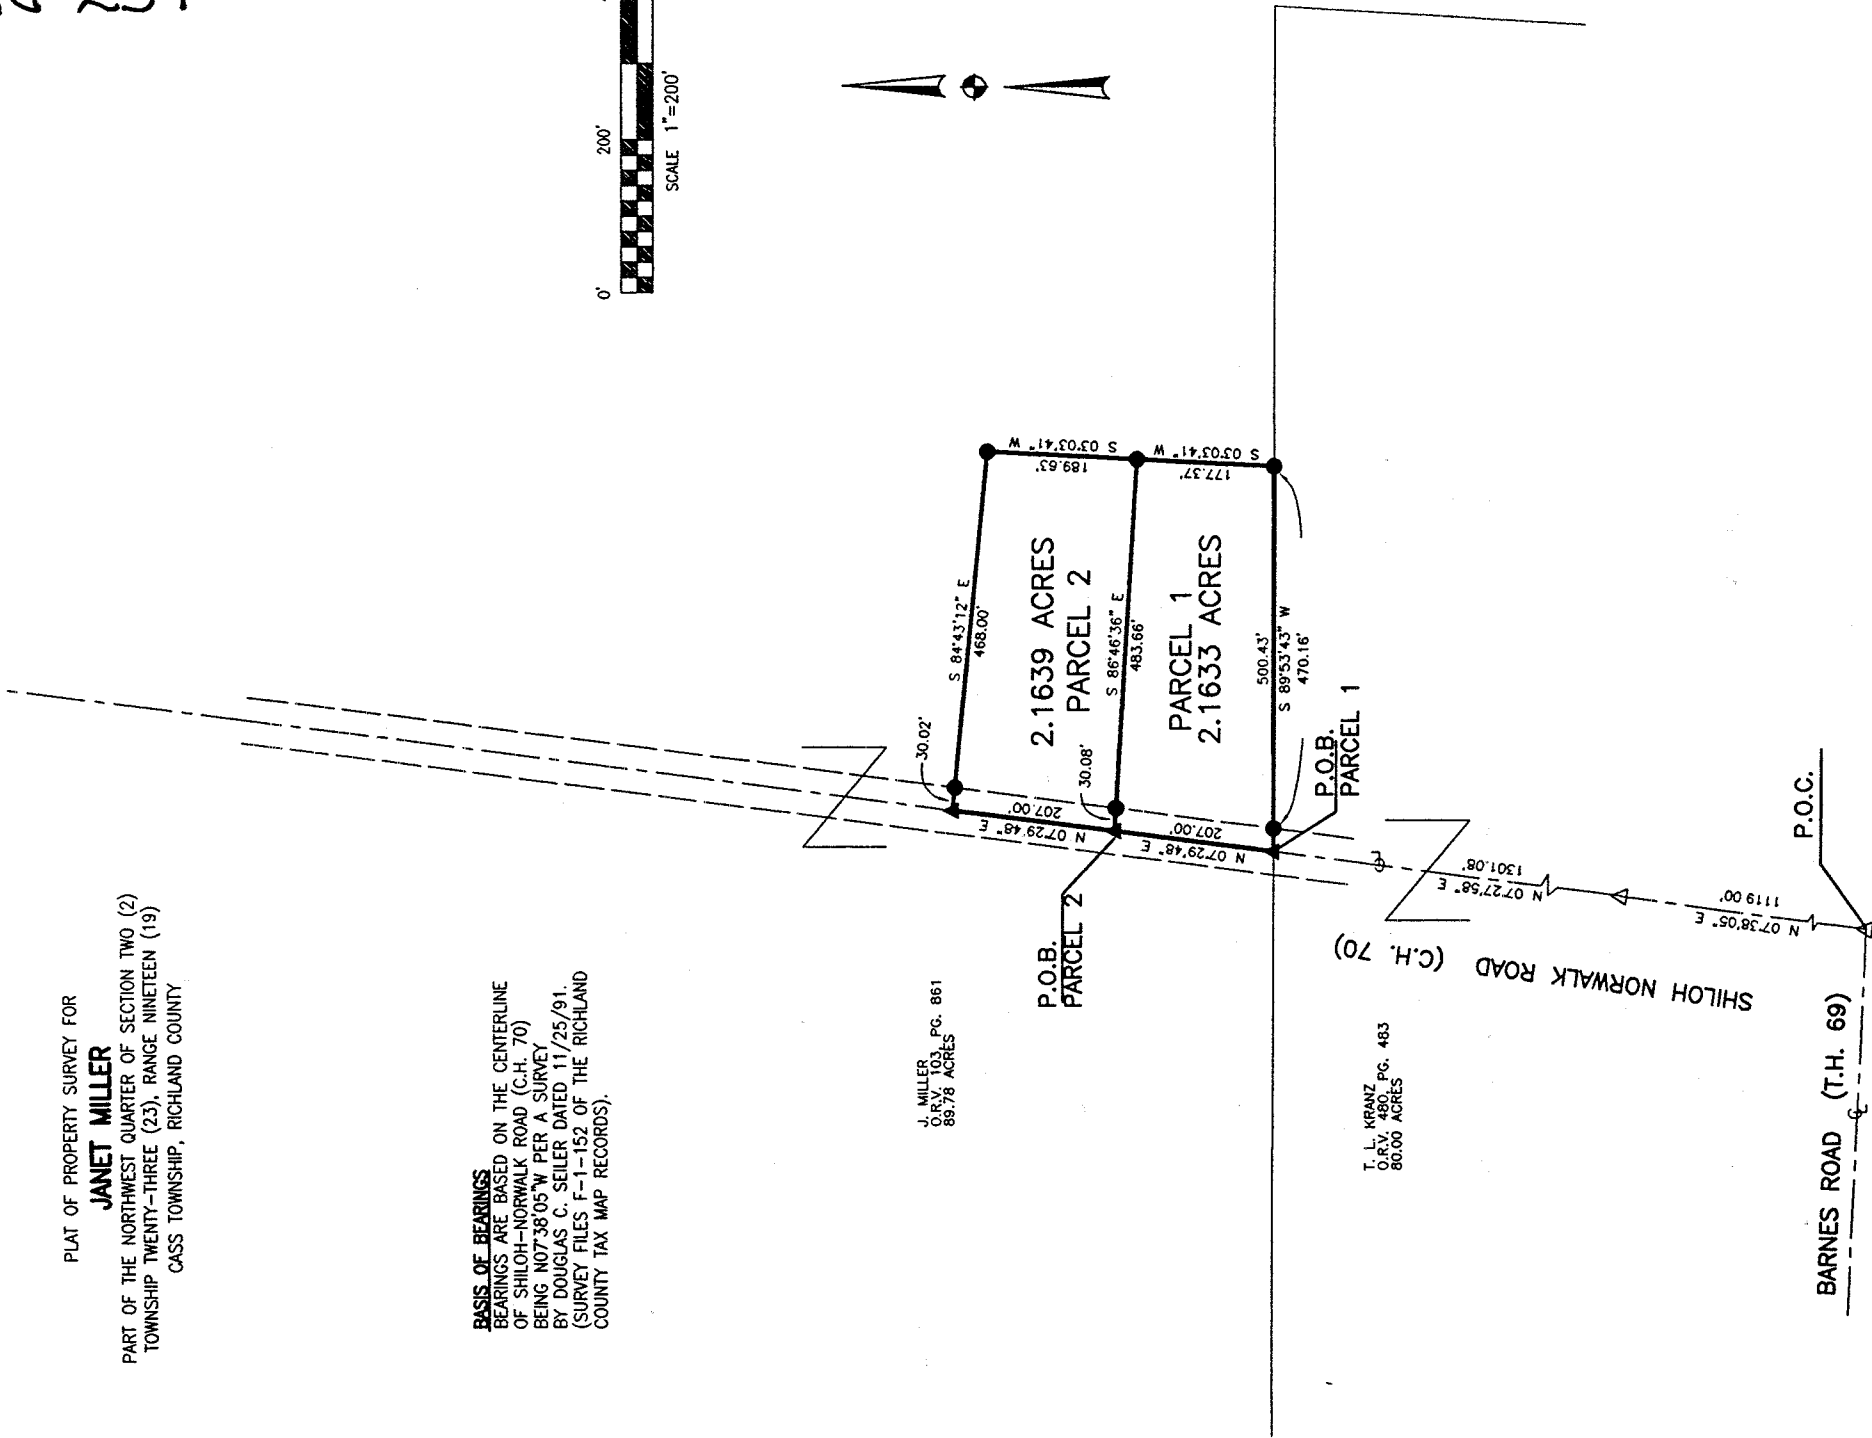 PLAT OF PROPERTY SURVEY FOR
JANET MILLER
PART OF THE NORTHWEST QUARTER OF SECTION TWO (2)
TOWNSHIP TWENTY-THREE (23), RANGE NINETEEN (19)
CASS TOWNSHIP, RICHLAND COUNTY
BASIS OF BEARINGS
BEARINGS ARE BASED ON THE CENTERLINE
OF SHILOH-NORWALK ROAD (C.H. 70)
BEING N07°38'05"W PER A SURVEY
BY DOUGLAS C. SEILER DATED 11/25/91.
(SURVEY FILES F-1-152 OF THE RICHLAND
COUNTY TAX MAP RECORDS).
0' 200'
SCALE 1"=200'
J. MILLER
O.R.V. 103, PG. 861
89.78 ACRES
T. L. KRANZ
O.R.V. 480, PG. 483
80.00 ACRES
30.02'
S 84°43'12" E
468.00'
S 03°03'41" W
189.63'
N 07°29'48" E
207.00'
2.1639 ACRES
PARCEL 2
30.08'
S 86°46'36" E
483.66'
P.O.B.
PARCEL 2
S 03°03'41" W
177.37'
N 07°29'48" E
207.00'
PARCEL 1
2.1633 ACRES
500.43'
S 89°53'43" W
470.16'
P.O.B.
PARCEL 1
N 07°27'58" E
1301.08'
N 07°38'05" E
1119.00'
SHILOH NORWALK ROAD (C.H. 70)
P.O.C.
BARNES ROAD (T.H. 69)